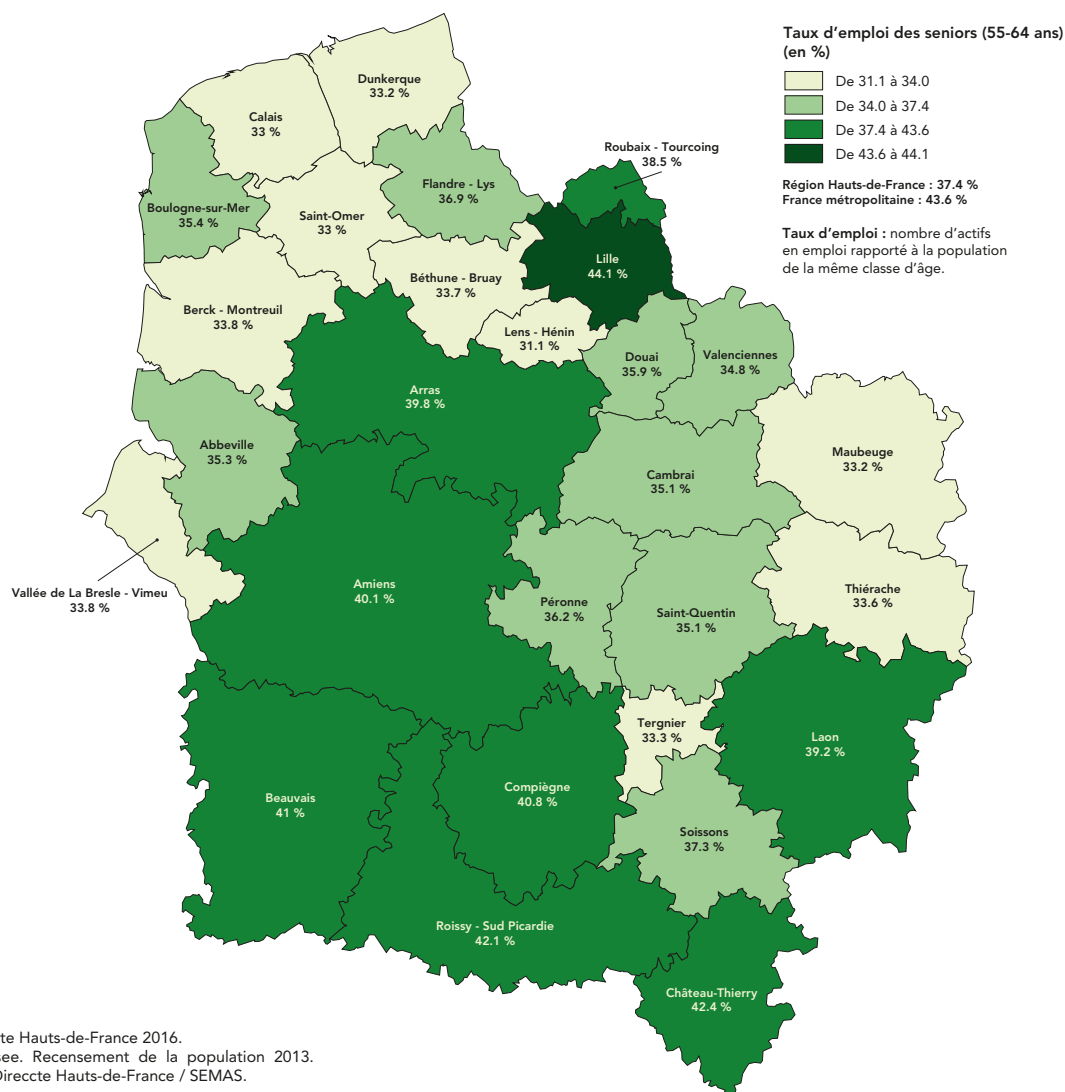 Taux d'emploi des seniors (55-64 ans)
(en %)
De 31.1 à 34.0
De 34.0 à 37.4
De 37.4 à 43.6
De 43.6 à 44.1
Région Hauts-de-France : 37.4 %
France métropolitaine : 43.6 %
Taux d'emploi : nombre d'actifs
en emploi rapporté à la population
de la même classe d'âge.
Dunkerque
33.2 %
Calais
33 %
Roubaix - Tourcoing
38.5 %
Flandre - Lys
36.9 %
Boulogne-sur-Mer
35.4 %
Saint-Omer
33 %
Lille
44.1 %
Béthune - Bruay
33.7 %
Berck - Montreuil
33.8 %
Lens - Hénin
31.1 %
Douai
35.9 %
Valenciennes
34.8 %
Arras
39.8 %
Abbeville
35.3 %
Maubeuge
33.2 %
Cambrai
35.1 %
Vallée de La Bresle - Vimeu
33.8 %
Amiens
40.1 %
Péronne
36.2 %
Saint-Quentin
35.1 %
Thiérache
33.6 %
Tergnier
33.3 %
Laon
39.2 %
Beauvais
41 %
Compiègne
40.8 %
Soissons
37.3 %
Roissy - Sud Picardie
42.1 %
Château-Thierry
42.4 %
te Hauts-de-France 2016.
see. Recensement de la population 2013.
Direccte Hauts-de-France / SEMAS.